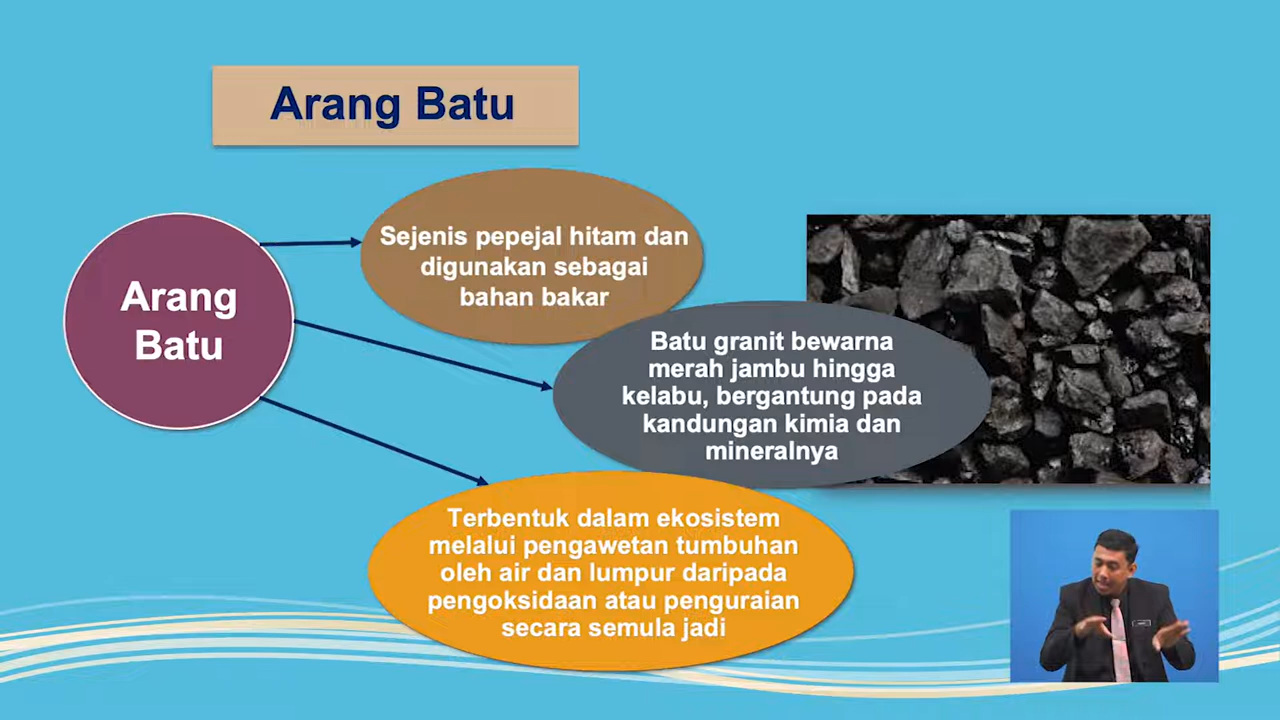 Arang Batu
Arang
Batu
Sejenis pepejal hitam dan
digunakan sebagai
bahan bakar
Batu granit bewarna
merah jambu hingga
kelabu, bergantung pada
kandungan kimia dan
mineralnya
Terbentuk dalam ekosistem
melalui pengawetan tumbuhan
oleh air dan lumpur daripada
pengoksidaan atau penguraian
secara semula jadi